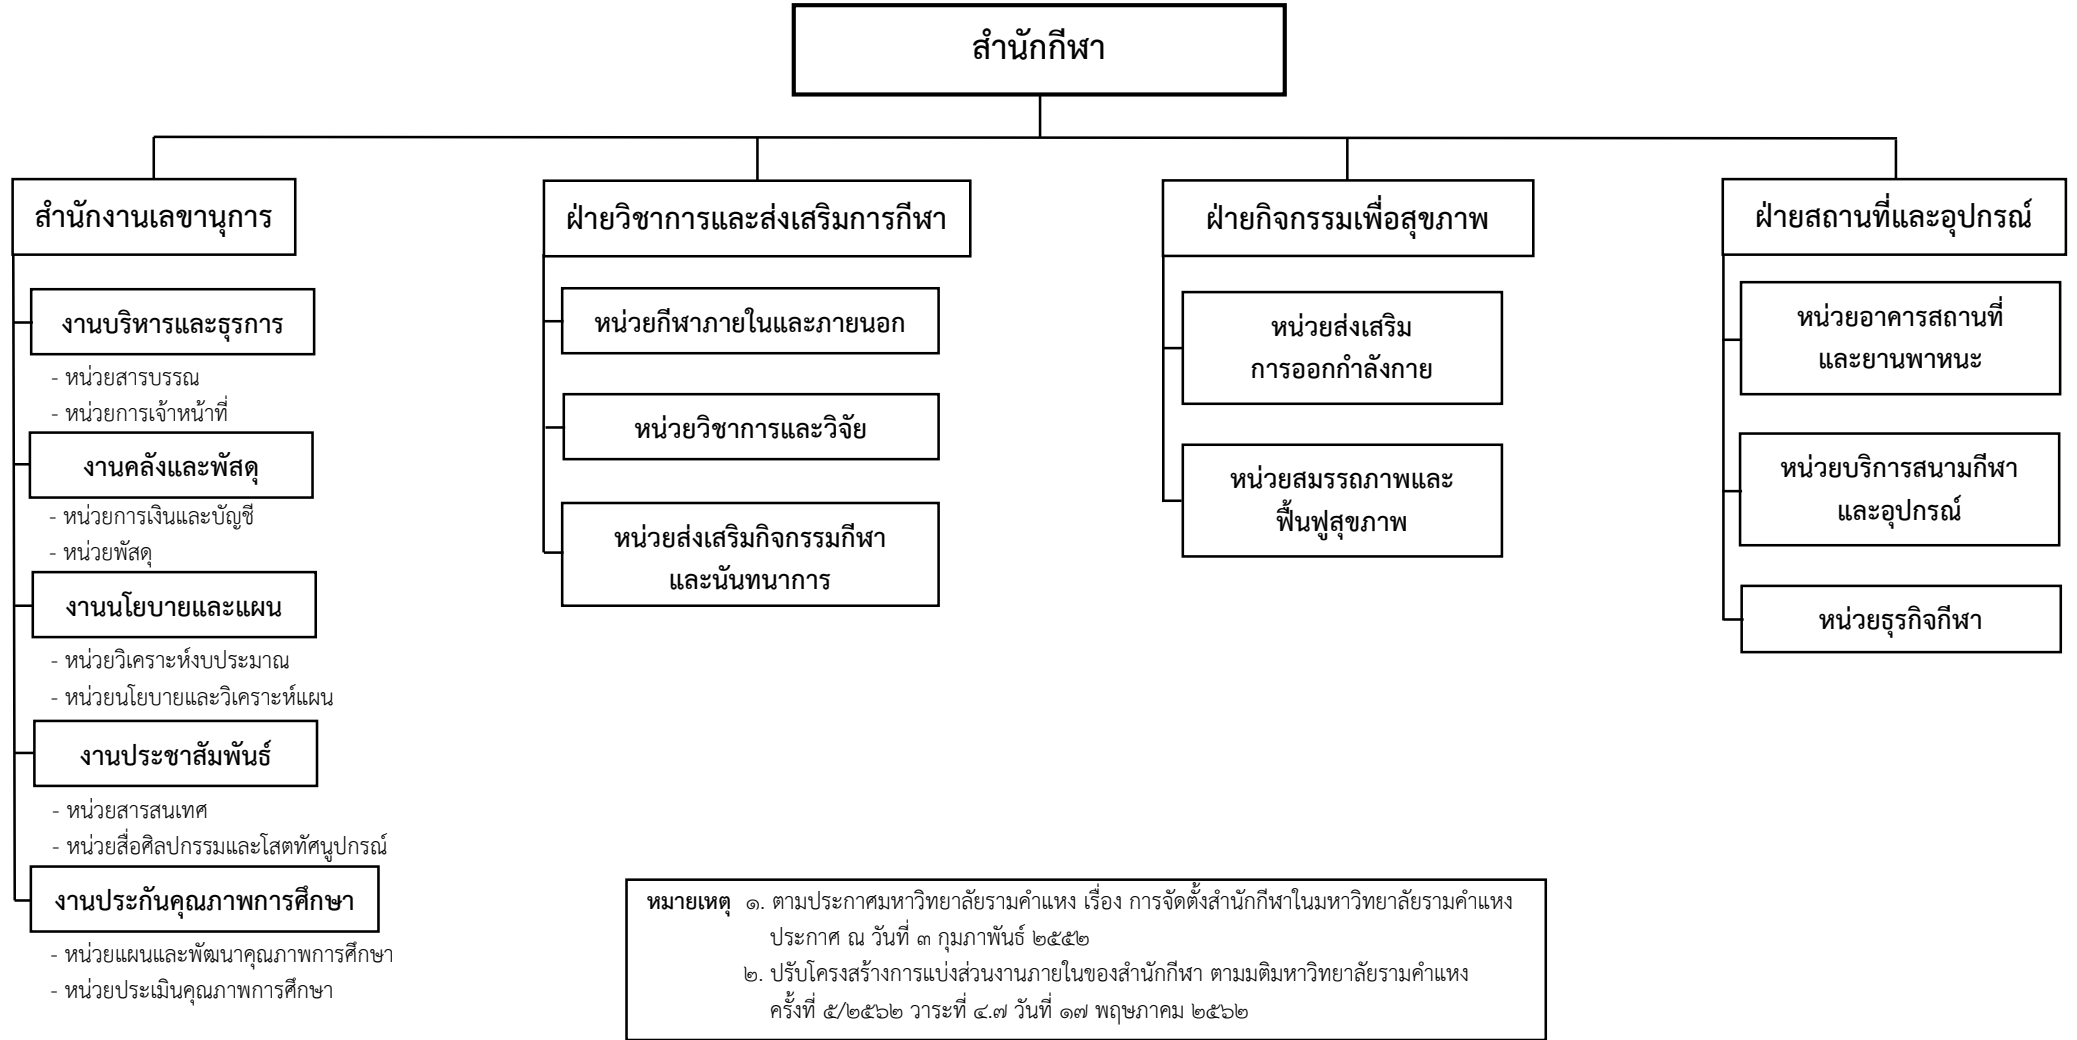 สำนักกีฬา
สำนักงานเลขานุการ
งานบริหารและธุรการ
- หน่วยสารบรรณ
- หน่วยการเจ้าหน้าที่
งานคลังและพัสดุ
- หน่วยการเงินและบัญชี
- หน่วยพัสดุ
งานนโยบายและแผน
- หน่วยวิเคราะห์งบประมาณ
- หน่วยนโยบายและวิเคราะห์แผน
งานประชาสัมพันธ์
- หน่วยสารสนเทศ
- หน่วยสื่อศิลปกรรมและโสตทัศนูปกรณ์
งานประกันคุณภาพการศึกษา
- หน่วยแผนและพัฒนาคุณภาพการศึกษา
- หน่วยประเมินคุณภาพการศึกษา
ฝ่ายวิชาการและส่งเสริมการกีฬา
หน่วยกีฬาภายในและภายนอก
หน่วยวิชาการและวิจัย
หน่วยส่งเสริมกิจกรรมกีฬา
และนันทนาการ
ฝ่ายกิจกรรมเพื่อสุขภาพ
หน่วยส่งเสริม
การออกกำลังกาย
หน่วยสมรรถภาพและ
ฟื้นฟูสุขภาพ
ฝ่ายสถานที่และอุปกรณ์
หน่วยอาคารสถานที่
และยานพาหนะ
หน่วยบริการสนามกีฬา
และอุปกรณ์
หน่วยธุรกิจกีฬา
หมายเหตุ ๑. ตามประกาศมหาวิทยาลัยรามคำแหง เรื่อง การจัดตั้งสำนักกีฬาในมหาวิทยาลัยรามคำแหง
ประกาศ ณ วันที่ ๓ กุมภาพันธ์ ๒๕๕๒
๒. ปรับโครงสร้างการแบ่งส่วนงานภายในของสำนักกีฬา ตามมติมหาวิทยาลัยรามคำแหง
ครั้งที่ ๕/๒๕๖๒ วาระที่ ๔.๗ วันที่ ๑๗ พฤษภาคม ๒๕๖๒